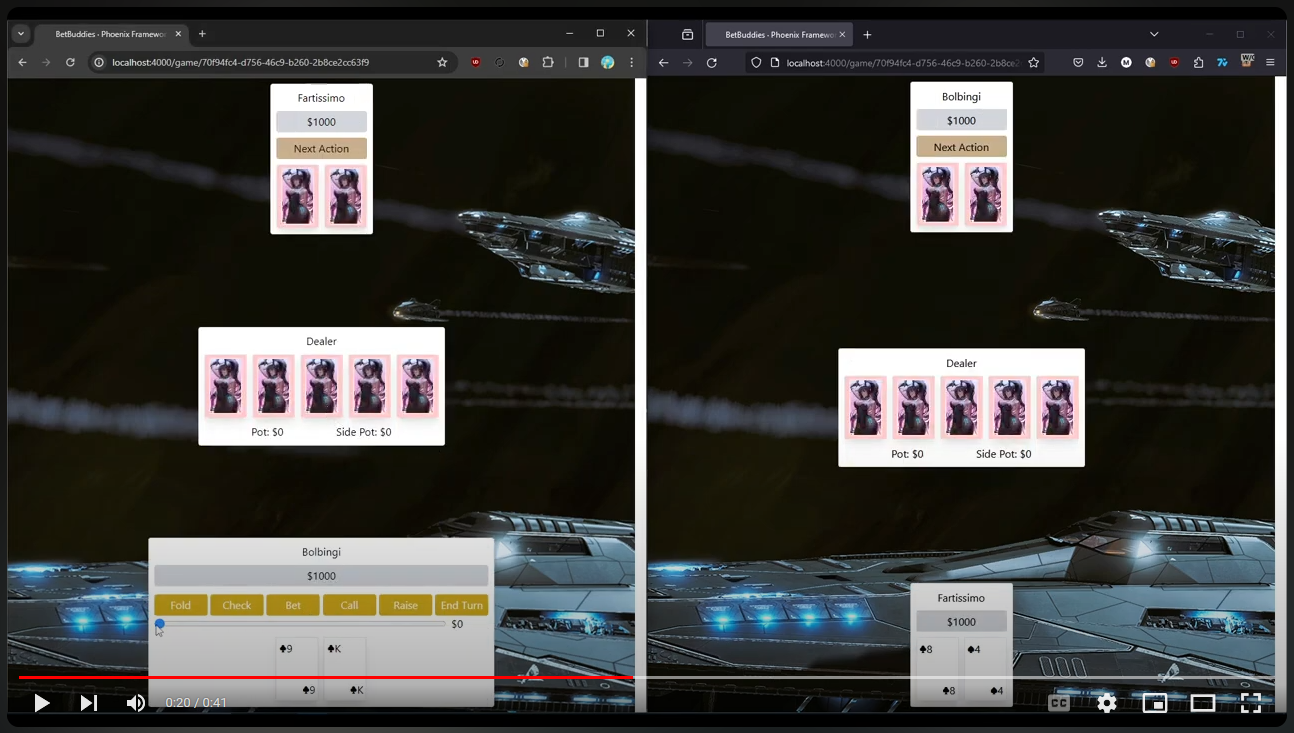 BetBuddies · Phoenix Framewor
localhost:4000/game/70f94fc4-d756-46c9-b260-2b8ce2cc63f9
Fartissimo
$1000
Next Action
Dealer
Pot: $0 Side Pot: $0
Bolbingi
$1000
Fold Check Bet Call Raise End Turn
$0
♠9 ♠K
♠9 ♠K
BetBuddies · Phoenix Framewor
localhost:4000/game/70f94fc4-d756-46c9-b260-2b8ce2
Bolbingi
$1000
Next Action
Dealer
Pot: $0 Side Pot: $0
Fartissimo
$1000
♠8 ♠4
♠8 ♠4
0:20 / 0:41
CC